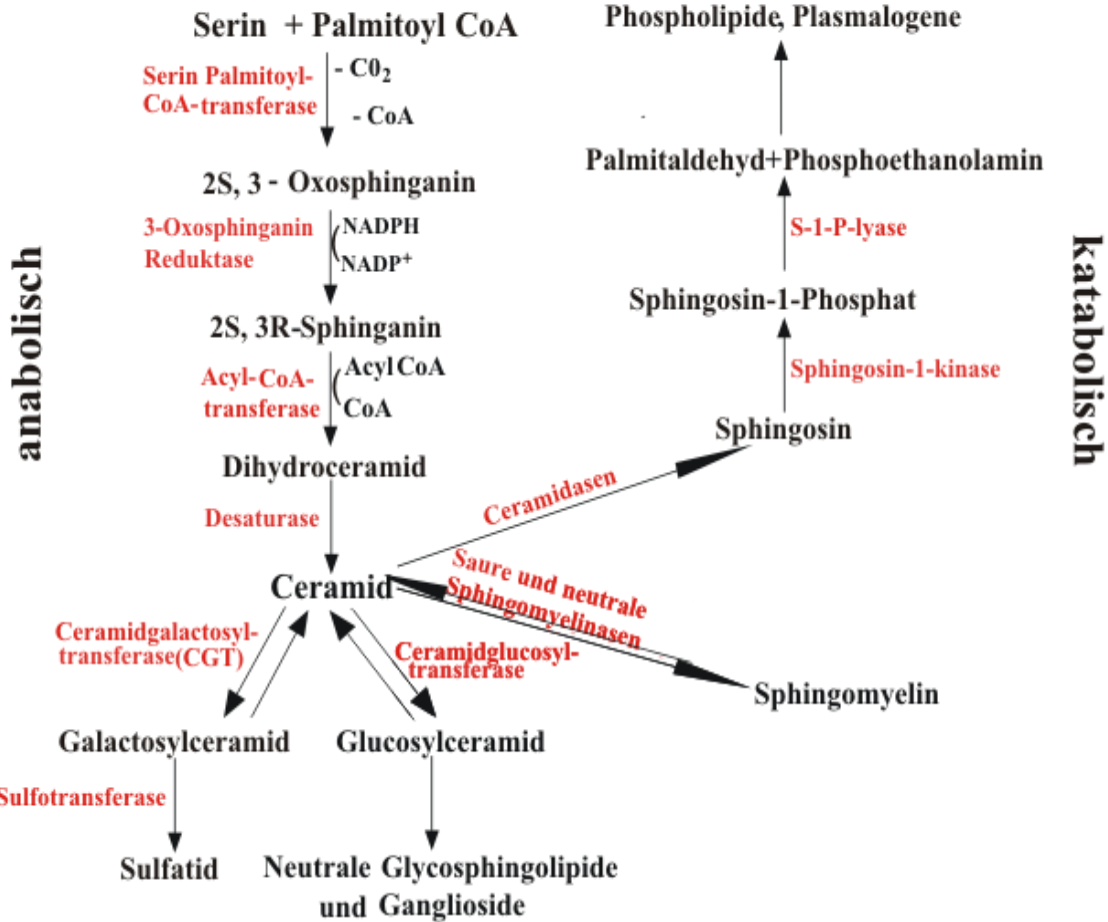 Serin + Palmitoyl CoA
Serin Palmitoyl-
CoA-transferase
- C0₂
- CoA
2S, 3 - Oxosphinganin
3-Oxosphinganin
Reduktase
NADPH
NADP⁺
2S, 3R-Sphinganin
Acyl-CoA-
transferase
Acyl CoA
CoA
Dihydroceramid
Desaturase
Ceramid
Ceramidgalactosyl-
transferase(CGT)
Ceramidglucosyl-
transferase
Galactosylceramid
Glucosylceramid
Sulfotransferase
Sulfatid
Neutrale Glycosphingolipide
und Ganglioside
anabolisch
Phospholipide, Plasmalogene
Palmitaldehyd+Phosphoethanolamin
S-1-P-lyase
Sphingosin-1-Phosphat
Sphingosin-1-kinase
Sphingosin
Ceramidasen
Saure und neutrale
Sphingomyelinasen
Sphingomyelin
katabolisch